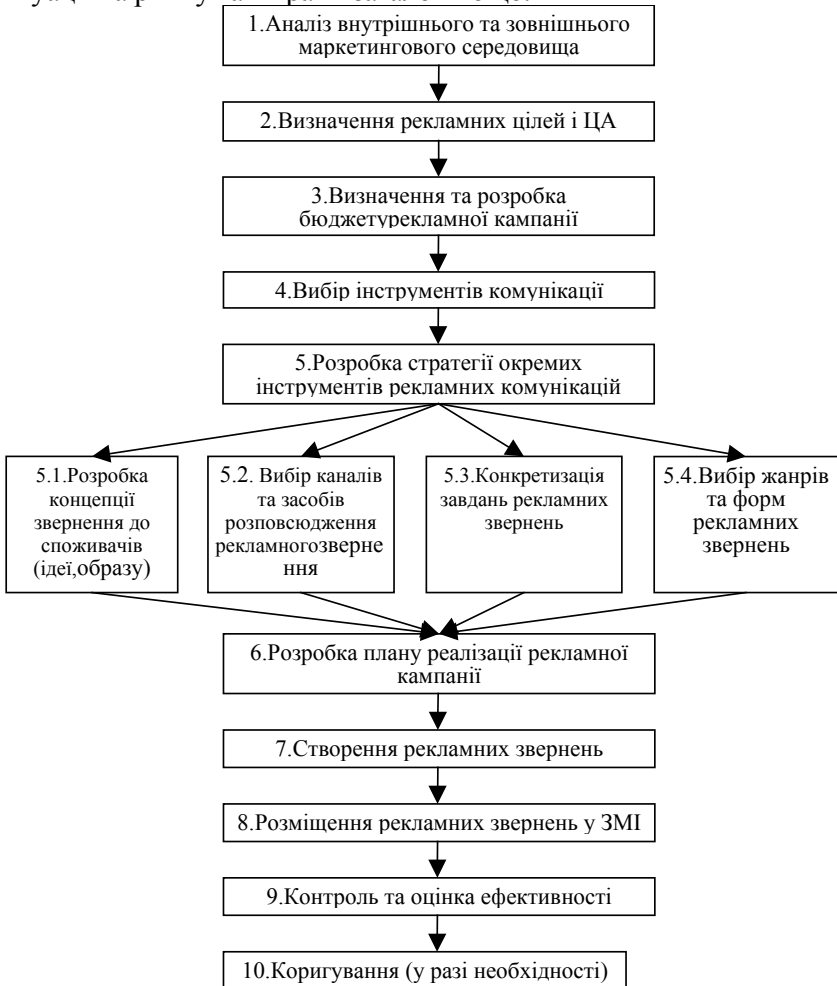 1.Аналіз внутрішнього та зовнішнього
маркетингового середовища
2.Визначення рекламних цілей і ЦА
3.Визначення та розробка
бюджетурекламної кампанії
4.Вибір інструментів комунікації
5.Розробка стратегії окремих
інструментів рекламних комунікацій
5.1.Розробка
концепції
звернення до
споживачів
(ідеї,образу)
5.2. Вибір каналів
та засобів
розповсюдження
рекламногозверне
ння
5.3.Конкретизація
завдань рекламних
звернень
5.4.Вибір жанрів
та форм
рекламних
звернень
6.Розробка плану реалізації рекламної
кампанії
7.Створення рекламних звернень
8.Розміщення рекламних звернень у ЗМІ
9.Контроль та оцінка ефективності
10.Коригування (у разі необхідності)